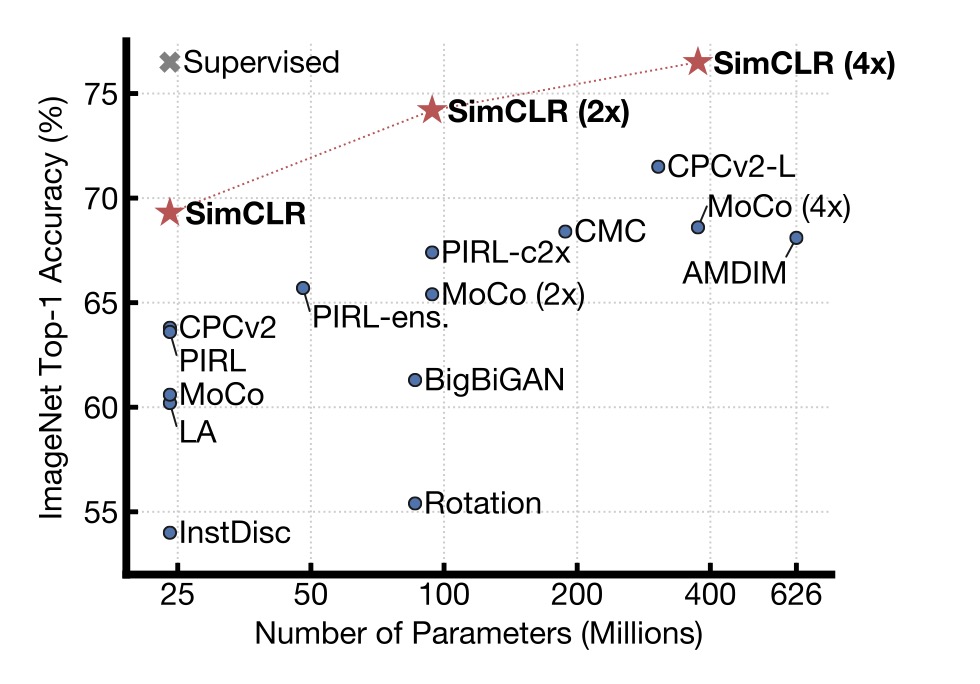 Supervised
SimCLR (4x)
75
SimCLR (2x)
CPCv2-L
70
SimCLR
MoCo (4x)
CMC
PIRL-c2x
AMDIM
65
MoCo (2x)
PIRL-ens.
CPCv2
PIRL
BigBiGAN
MoCo
60
LA
55
Rotation
InstDisc
ImageNet Top-1 Accuracy (%)
25 50 100 200 400 626
Number of Parameters (Millions)